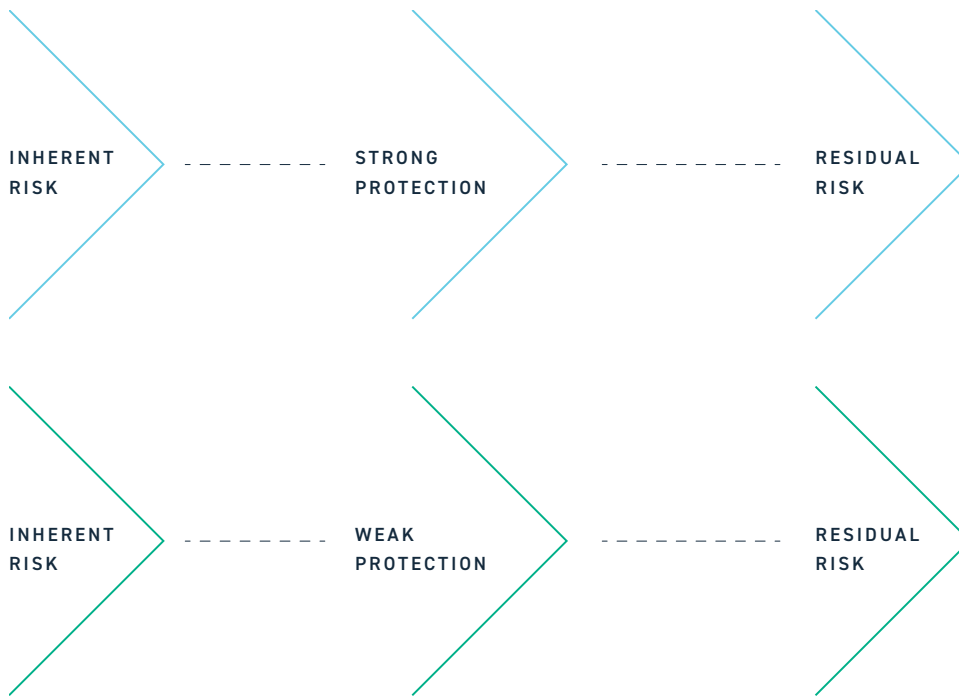 INHERENT
RISK
STRONG
PROTECTION
RESIDUAL
RISK
INHERENT
RISK
WEAK
PROTECTION
RESIDUAL
RISK